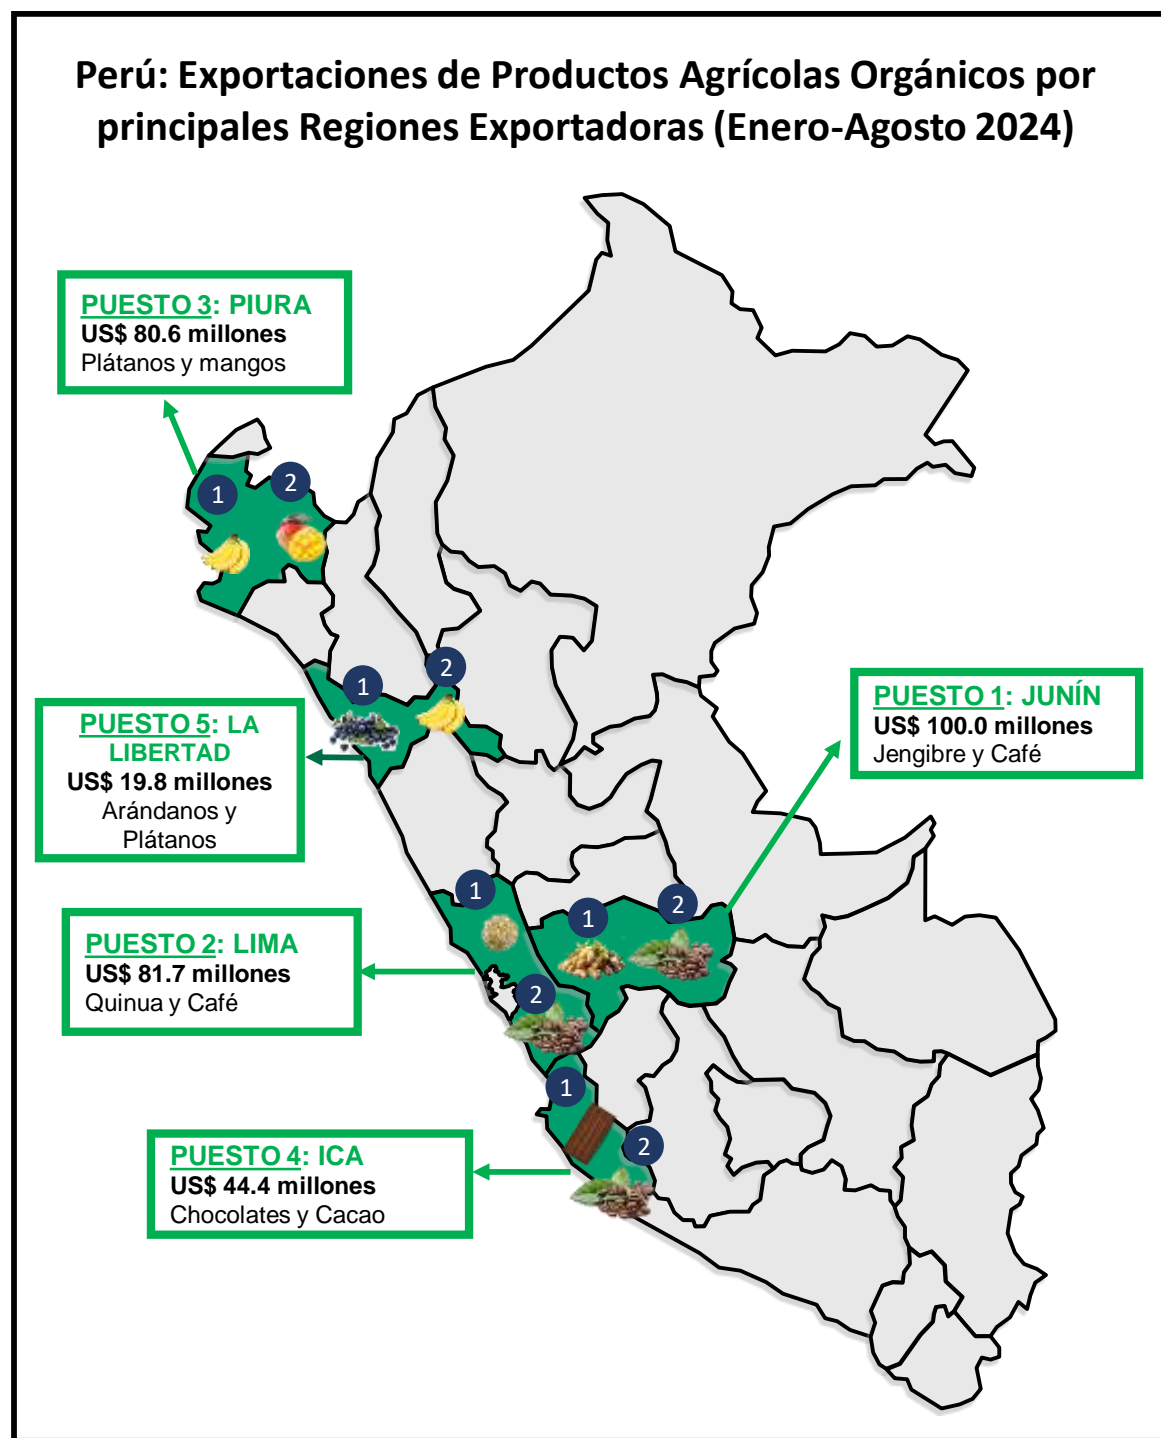 Perú: Exportaciones de Productos Agrícolas Orgánicos por
principales Regiones Exportadoras (Enero-Agosto 2024)
PUESTO 3: PIURA
US$ 80.6 millones
Plátanos y mangos
1
2
1
2
PUESTO 5: LA
LIBERTAD
US$ 19.8 millones
Arándanos y
Plátanos
PUESTO 1: JUNÍN
US$ 100.0 millones
Jengibre y Café
1
1
2
PUESTO 2: LIMA
US$ 81.7 millones
Quinua y Café
2
1
2
PUESTO 4: ICA
US$ 44.4 millones
Chocolates y Cacao